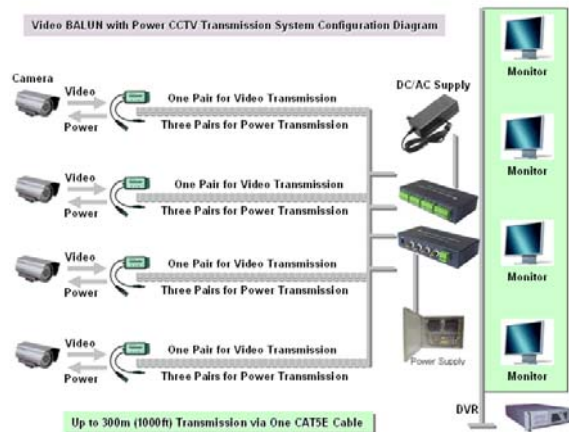 Video BALUN with Power CCTV Transmission System Configuration Diagram
Camera
Video
Power
One Pair for Video Transmission
Three Pairs for Power Transmission
Video
Power
One Pair for Video Transmission
Three Pairs for Power Transmission
Video
Power
One Pair for Video Transmission
Three Pairs for Power Transmission
Video
Power
One Pair for Video Transmission
Three Pairs for Power Transmission
DC/AC Supply
Power Supply
Monitor
Monitor
Monitor
Monitor
DVR
Up to 300m (1000ft) Transmission via One CAT5E Cable